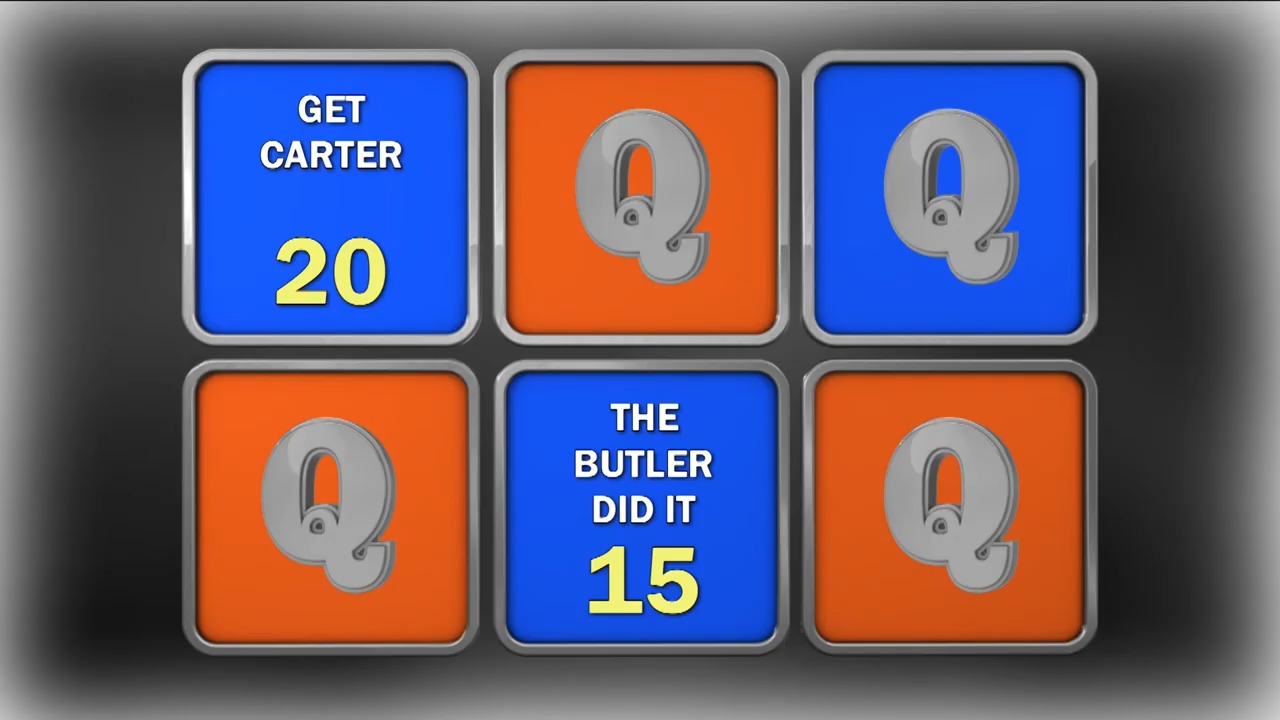 GET
CARTER
20
Q
Q
Q
THE
BUTLER
DID IT
15
Q